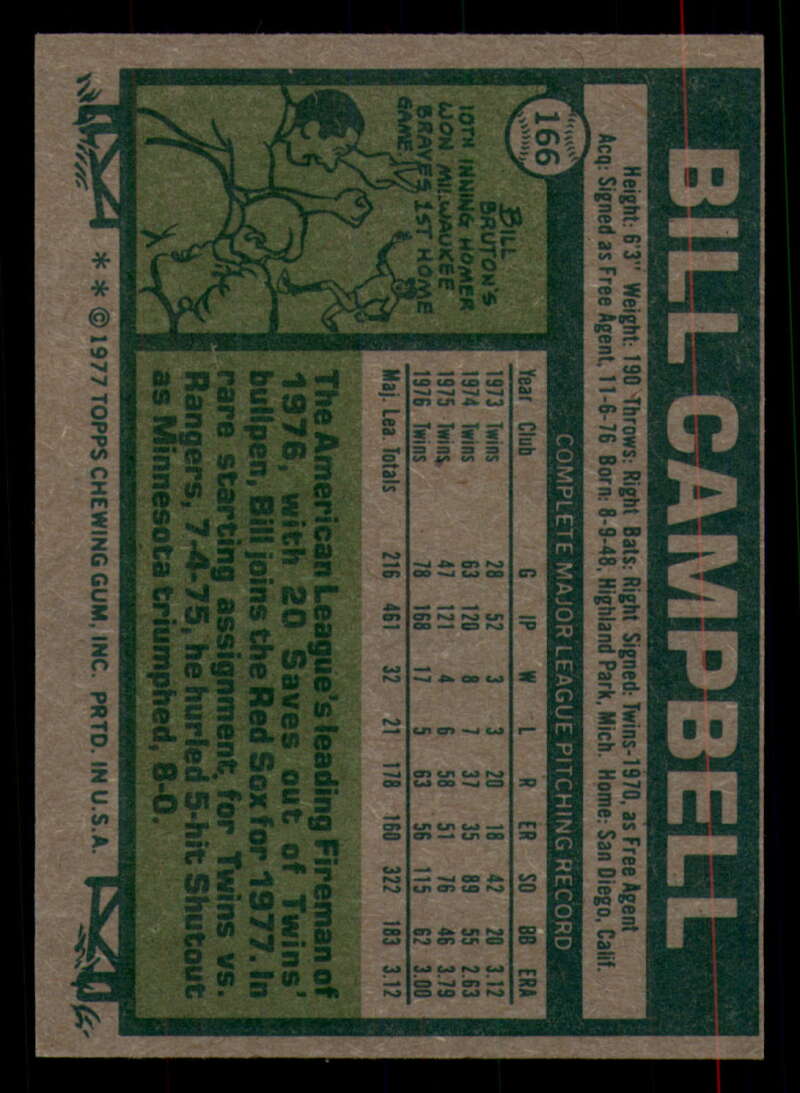 166
BILL CAMPBELL
Height: 6'3" Weight: 190 Throws: Right Bats: Right Signed: Twins-1970, as Free Agent
Acq: Signed as Free Agent, 11-6-76 Born: 8-9-48, Highland Park, Mich. Home: San Diego, Calif.
BILL
BRUTON'S
10TH INNING HOMER
WON MILWAUKEE
BRAVES 1ST HOME
GAME
COMPLETE MAJOR LEAGUE PITCHING RECORD
Year Club G IP W L R ER SO BB ERA
1973 Twins 28 52 3 3 20 18 42 20 3.12
1974 Twins 63 120 8 7 37 35 89 55 2.63
1975 Twins 47 121 4 6 58 51 76 46 3.79
1976 Twins 78 168 17 5 63 56 115 62 3.00
Maj. Lea. Totals 216 461 32 21 178 160 322 183 3.12
The American League's leading Fireman of
1976, with 20 Saves out of Twins'
bullpen, Bill joins the Red Sox for 1977. In
rare starting assignment, for Twins vs.
Rangers, 7-4-75, he hurled 5-hit Shutout
as Minnesota triumphed, 8-0.
* * ©1977 TOPPS CHEWING GUM, INC. PRTD. IN U.S.A.